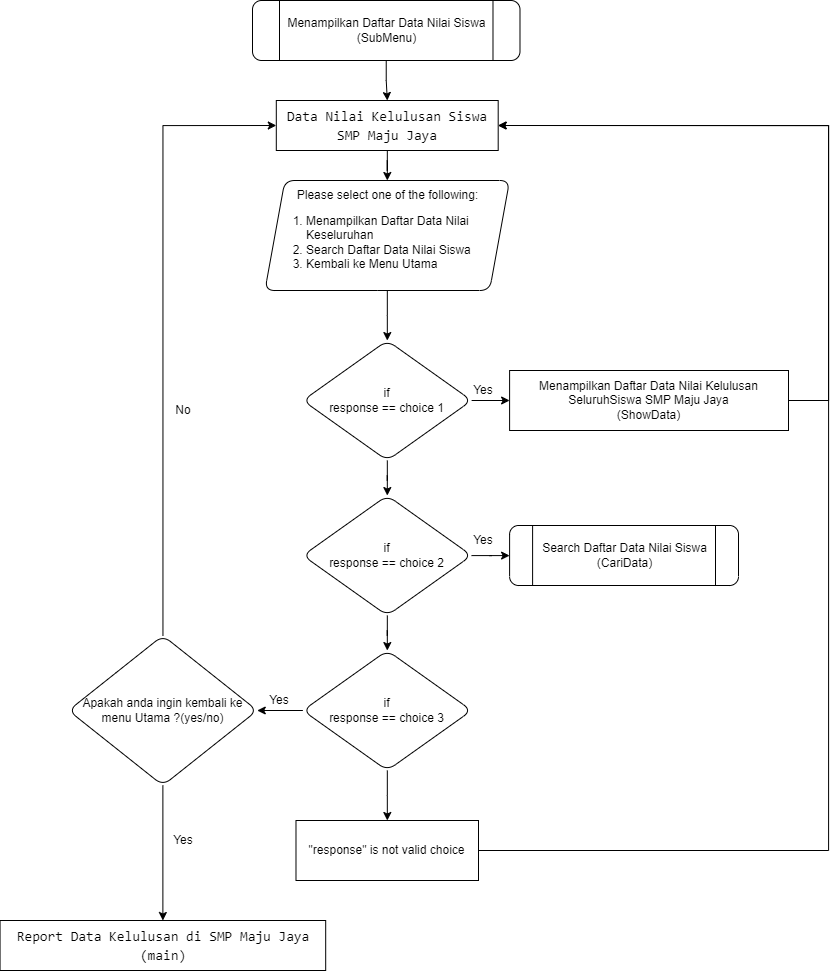 Menampilkan Daftar Data Nilai Siswa
(SubMenu)
Data Nilai Kelulusan Siswa
SMP Maju Jaya
Please select one of the following:
1. Menampilkan Daftar Data Nilai
Keseluruhan
2. Search Daftar Data Nilai Siswa
3. Kembali ke Menu Utama
if
response == choice 1
Yes
Menampilkan Daftar Data Nilai Kelulusan
SeluruhSiswa SMP Maju Jaya
(ShowData)
No
if
response == choice 2
Yes
Search Daftar Data Nilai Siswa
(CariData)
if
response == choice 3
Yes
Apakah anda ingin kembali ke
menu Utama ?(yes/no)
Yes
"response" is not valid choice
Report Data Kelulusan di SMP Maju Jaya
(main)